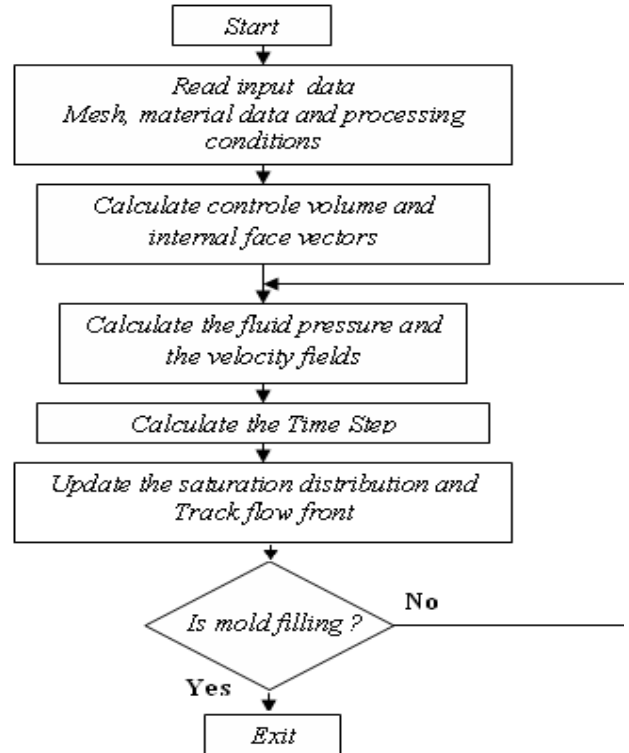 Start
Read input data
Mesh, material data and processing
conditions
Calculate controle volume and
internal face vectors
Calculate the fluid pressure and
the velocity fields
Calculate the Time Step
Update the saturation distribution and
Track flow front
Is mold filling ?
No
Yes
Exit